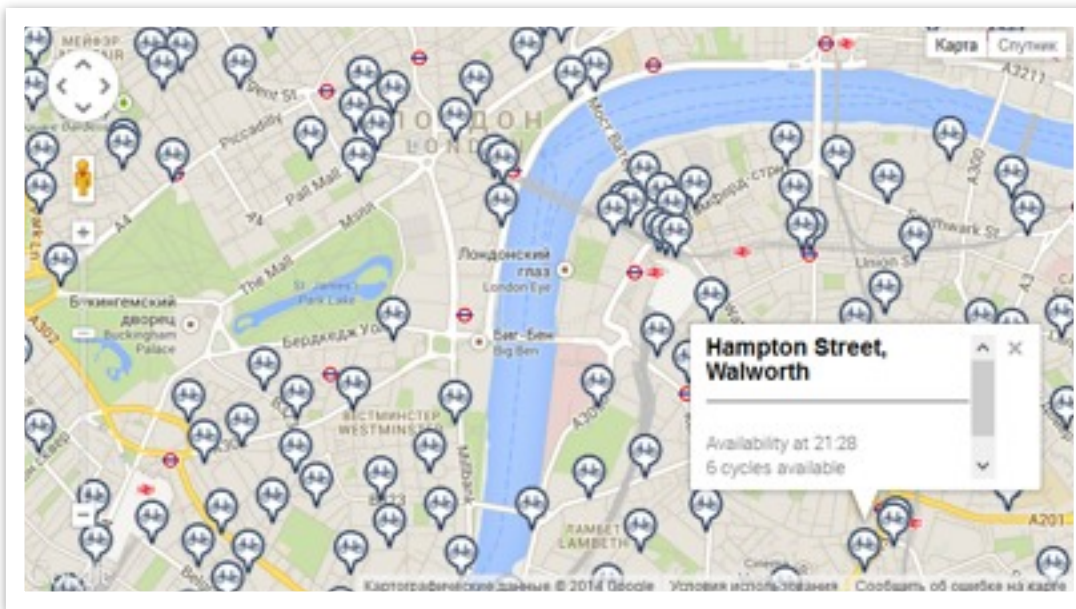 МЕЙФЭР
Карта
Спутник
A3211
Piccadilly
ЛОНДОН
LONDON
Pall Mall
Молл
A4
A4
A300
The Mall
St. James's
Park Lake
Лондонский
глаз
London Eye
Southwark St
Union St
A3
Букингемский
дворец
Buckingham
Palace
A302
Биг-Бен
Big Ben
Hampton Street,
Walworth
Availability at 21:28
6 cycles available
ВЕСТМИНСТЕР
WESTMINSTER
Millbank
ЛАМБЕТ
LAMBETH
A201
Картографические данные © 2014 Google
Условия использования
Сообщить об ошибке на карте